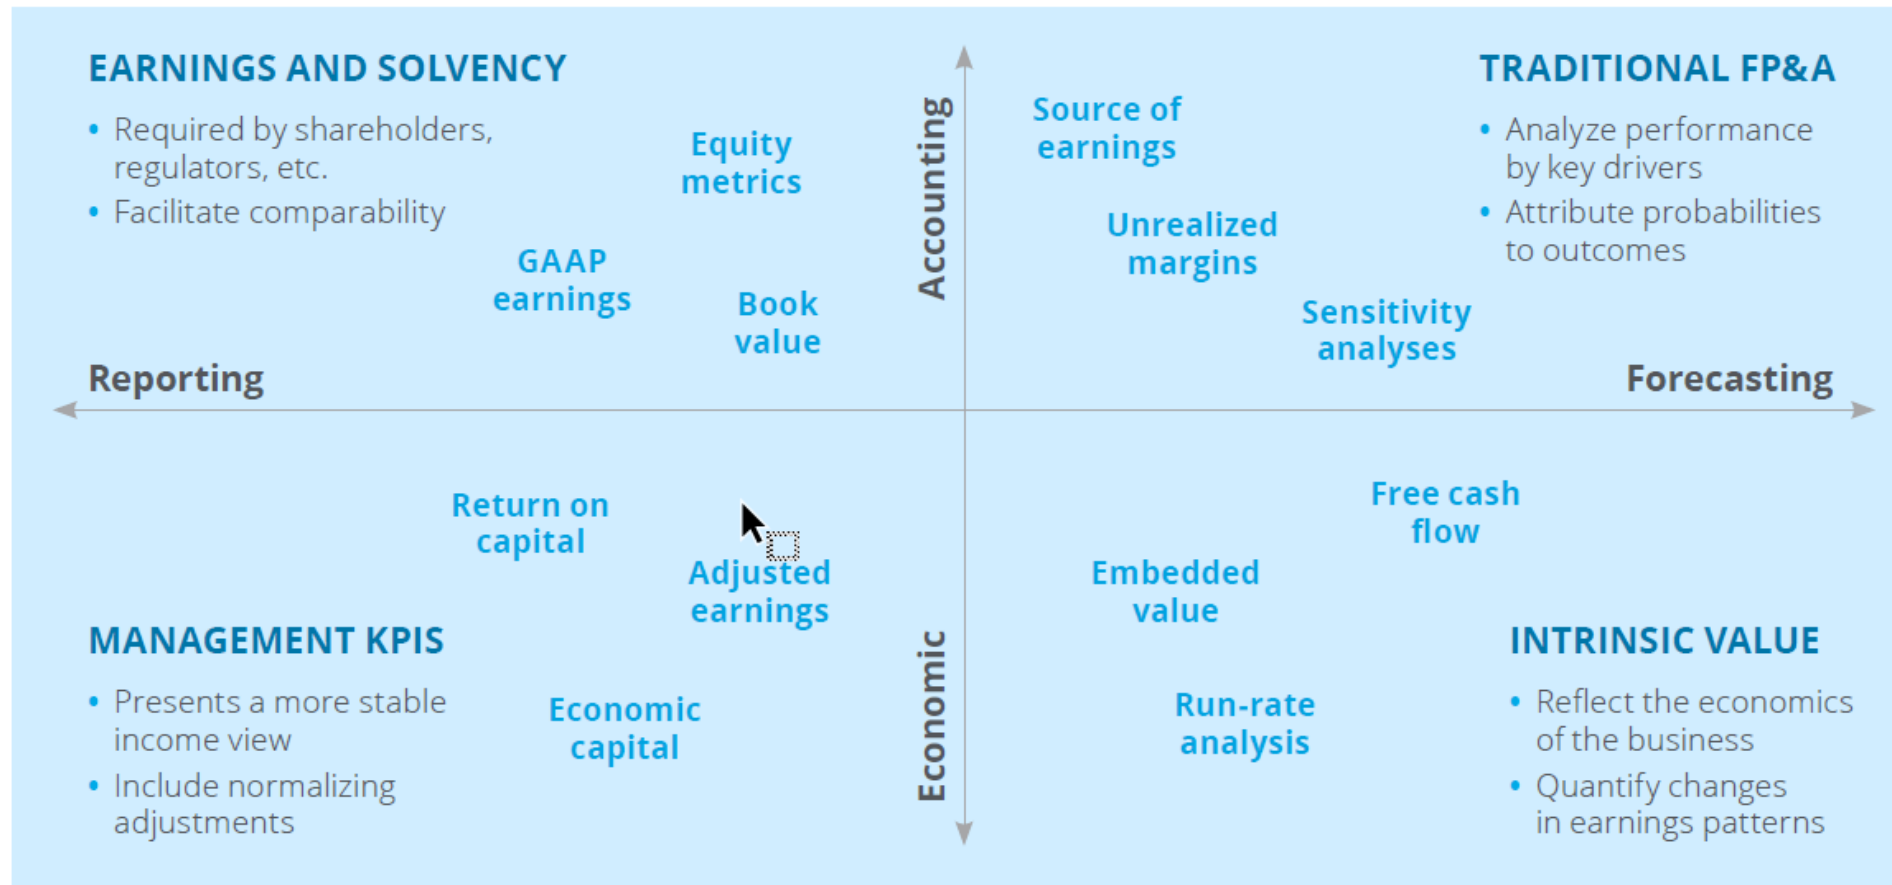 EARNINGS AND SOLVENCY
• Required by shareholders,
regulators, etc.
• Facilitate comparability
Equity
metrics
GAAP
earnings
Book
value
Accounting
Source of
earnings
Unrealized
margins
Sensitivity
analyses
TRADITIONAL FP&A
• Analyze performance
by key drivers
• Attribute probabilities
to outcomes
Reporting
Forecasting
Return on
capital
Adjusted
earnings
Economic
capital
MANAGEMENT KPIS
• Presents a more stable
income view
• Include normalizing
adjustments
Economic
Free cash
flow
Embedded
value
Run-rate
analysis
INTRINSIC VALUE
• Reflect the economics
of the business
• Quantify changes
in earnings patterns